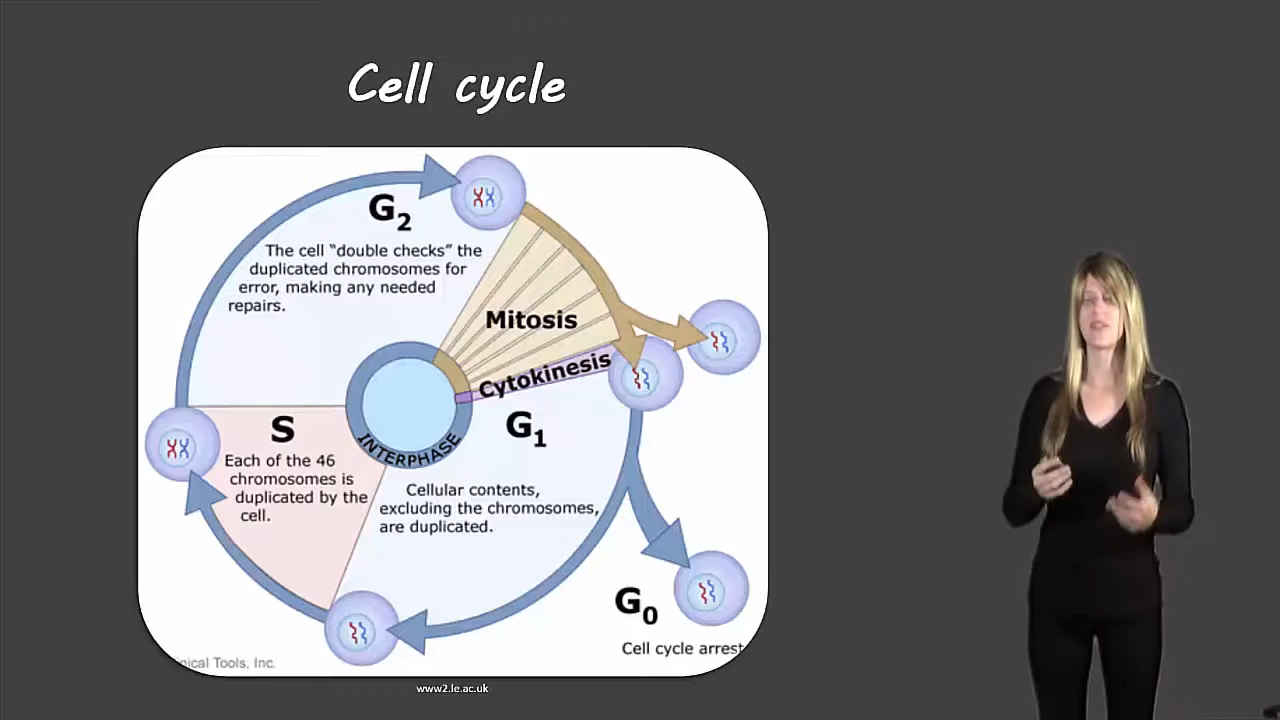 Cell cycle
G2
The cell “double checks” the
duplicated chromosomes for
error, making any needed
repairs.
Mitosis
Cytokinesis
S
Each of the 46
chromosomes is
duplicated by the
cell.
INTERPHASE
G1
Cellular contents,
excluding the chromosomes,
are duplicated.
G0
Cell cycle arrest
Tools, Inc.
www2.le.ac.uk